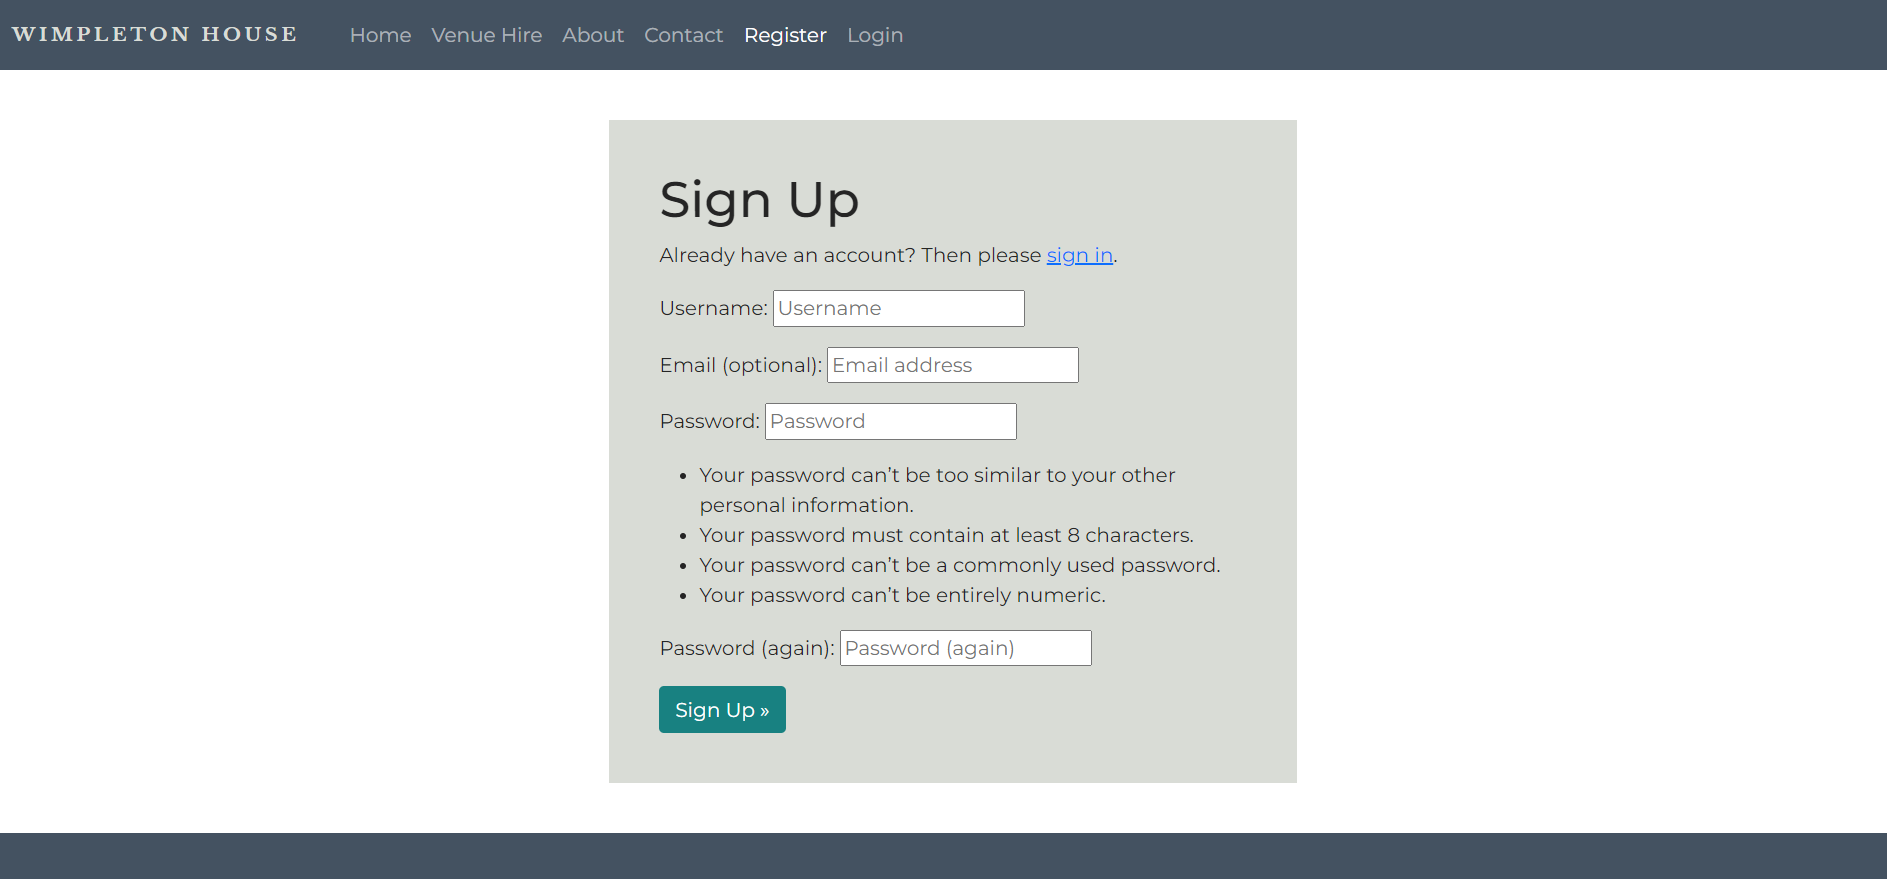 WIMPLETON HOUSE Home Venue Hire About Contact Register Login
Sign Up
Already have an account? Then please sign in.
Username: Username
Email (optional): Email address
Password: Password
• Your password can’t be too similar to your other
personal information.
• Your password must contain at least 8 characters.
• Your password can’t be a commonly used password.
• Your password can’t be entirely numeric.
Password (again): Password (again)
Sign Up »